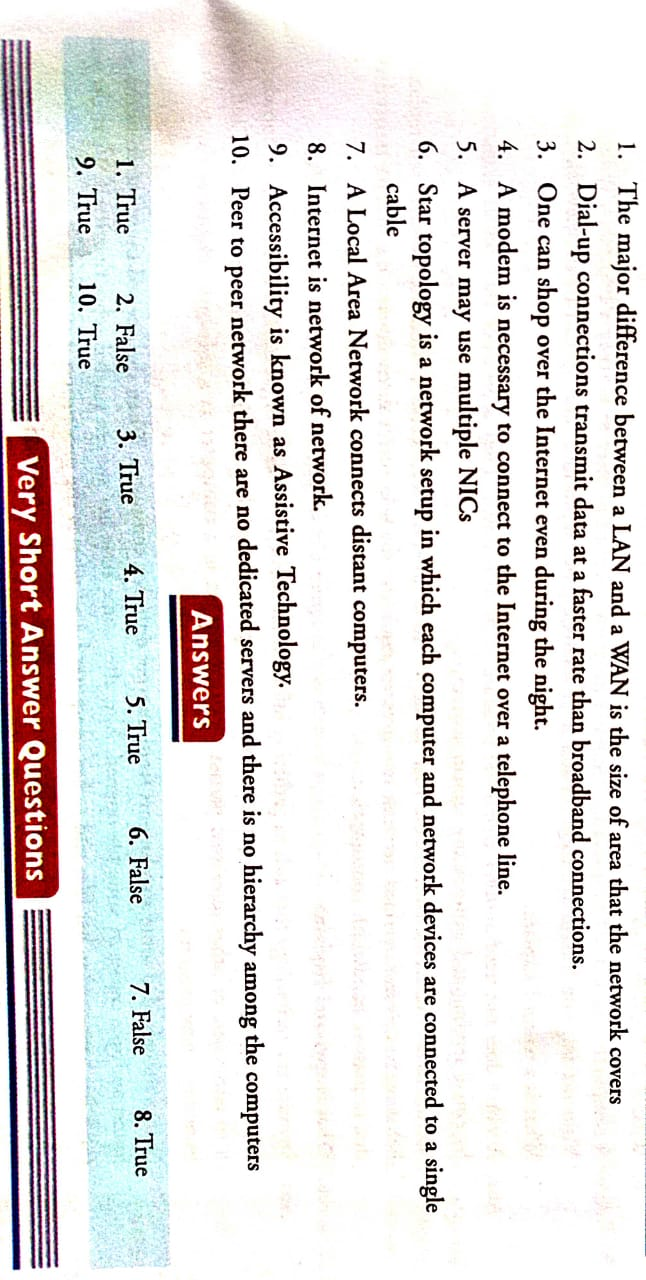 1. The major difference between a LAN and a WAN is the size of area that the network covers
2. Dial-up connections transmit data at a faster rate than broadband connections.
3. One can shop over the Internet even during the night.
4. A modem is necessary to connect to the Internet over a telephone line.
5. A server may use multiple NICs
6. Star topology is a network setup in which each computer and network devices are connected to a single
cable
7. A Local Area Network connects distant computers.
8. Internet is network of network.
9. Accessibility is known as Assistive Technology.
10. Peer to peer network there are no dedicated servers and there is no hierarchy among the computers
Answers
1. True 2. False 3. True 4. True 5. True 6. False 7. False 8. True
9. True 10. True
Very Short Answer Questions